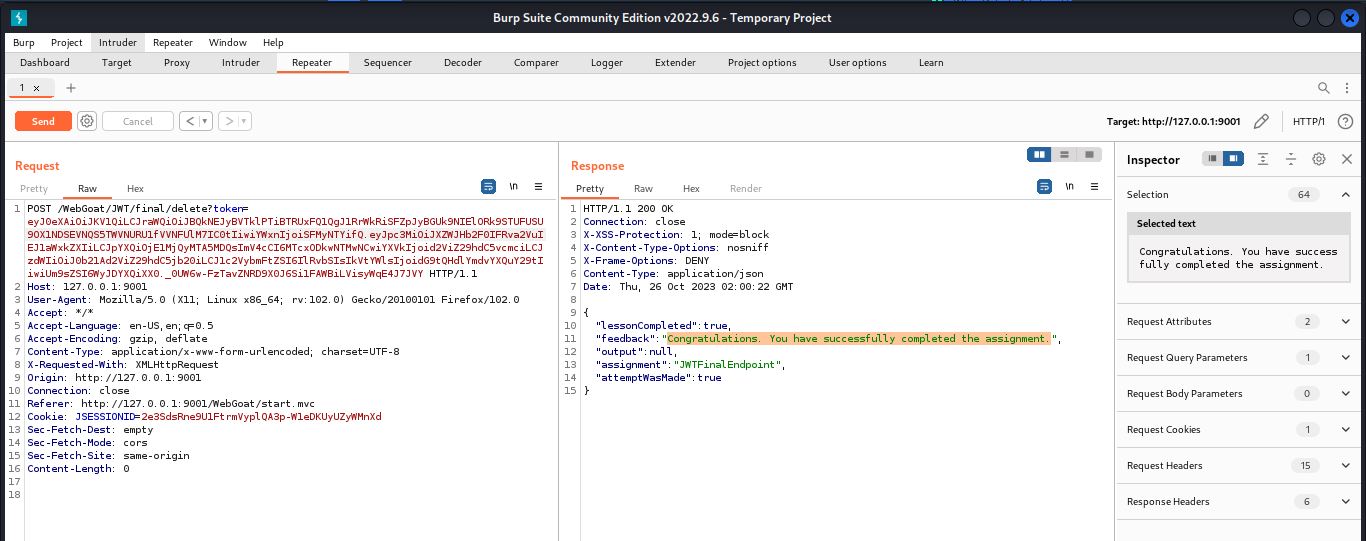 Burp Suite Community Edition v2022.9.6 - Temporary Project
Burp Project Intruder Repeater Window Help
Dashboard Target Proxy Intruder Repeater Sequencer Decoder Comparer Logger Extender Project options User options Learn
1 × +
Send Cancel < > Target: http://127.0.0.1:9001 HTTP/1
Request
Pretty Raw Hex \n
1 POST /WebGoat/JWT/final/delete?token=
2 Host: 127.0.0.1:9001
3 User-Agent: Mozilla/5.0 (X11; Linux x86_64; rv:102.0) Gecko/20100101 Firefox/102.0
4 Accept: */*
5 Accept-Language: en-US,en;q=0.5
6 Accept-Encoding: gzip, deflate
7 Content-Type: application/x-www-form-urlencoded; charset=UTF-8
8 X-Requested-With: XMLHttpRequest
9 Origin: http://127.0.0.1:9001
10 Connection: close
11 Referer: http://127.0.0.1:9001/WebGoat/start.mvc
12 Cookie: JSESSIONID=
13 Sec-Fetch-Dest: empty
14 Sec-Fetch-Mode: cors
15 Sec-Fetch-Site: same-origin
16 Content-Length: 0
17
18
Response
Pretty Raw Hex Render \n
1 HTTP/1.1 200 OK
2 Connection: close
3 X-XSS-Protection: 1; mode=block
4 X-Content-Type-Options: nosniff
5 X-Frame-Options: DENY
6 Content-Type: application/json
7 Date: Thu, 26 Oct 2023 02:00:22 GMT
8
9 {
10 "lessonCompleted":true,
11 "feedback":"Congratulations. You have successfully completed the assignment.",
12 "output":null,
13 "assignment":"JWTFinalEndpoint",
14 "attemptWasMade":true
15 }
Inspector
Selection 64
Selected text
Congratulations. You have success
fully completed the assignment.
Request Attributes 2
Request Query Parameters 1
Request Body Parameters 0
Request Cookies 1
Request Headers 15
Response Headers 6